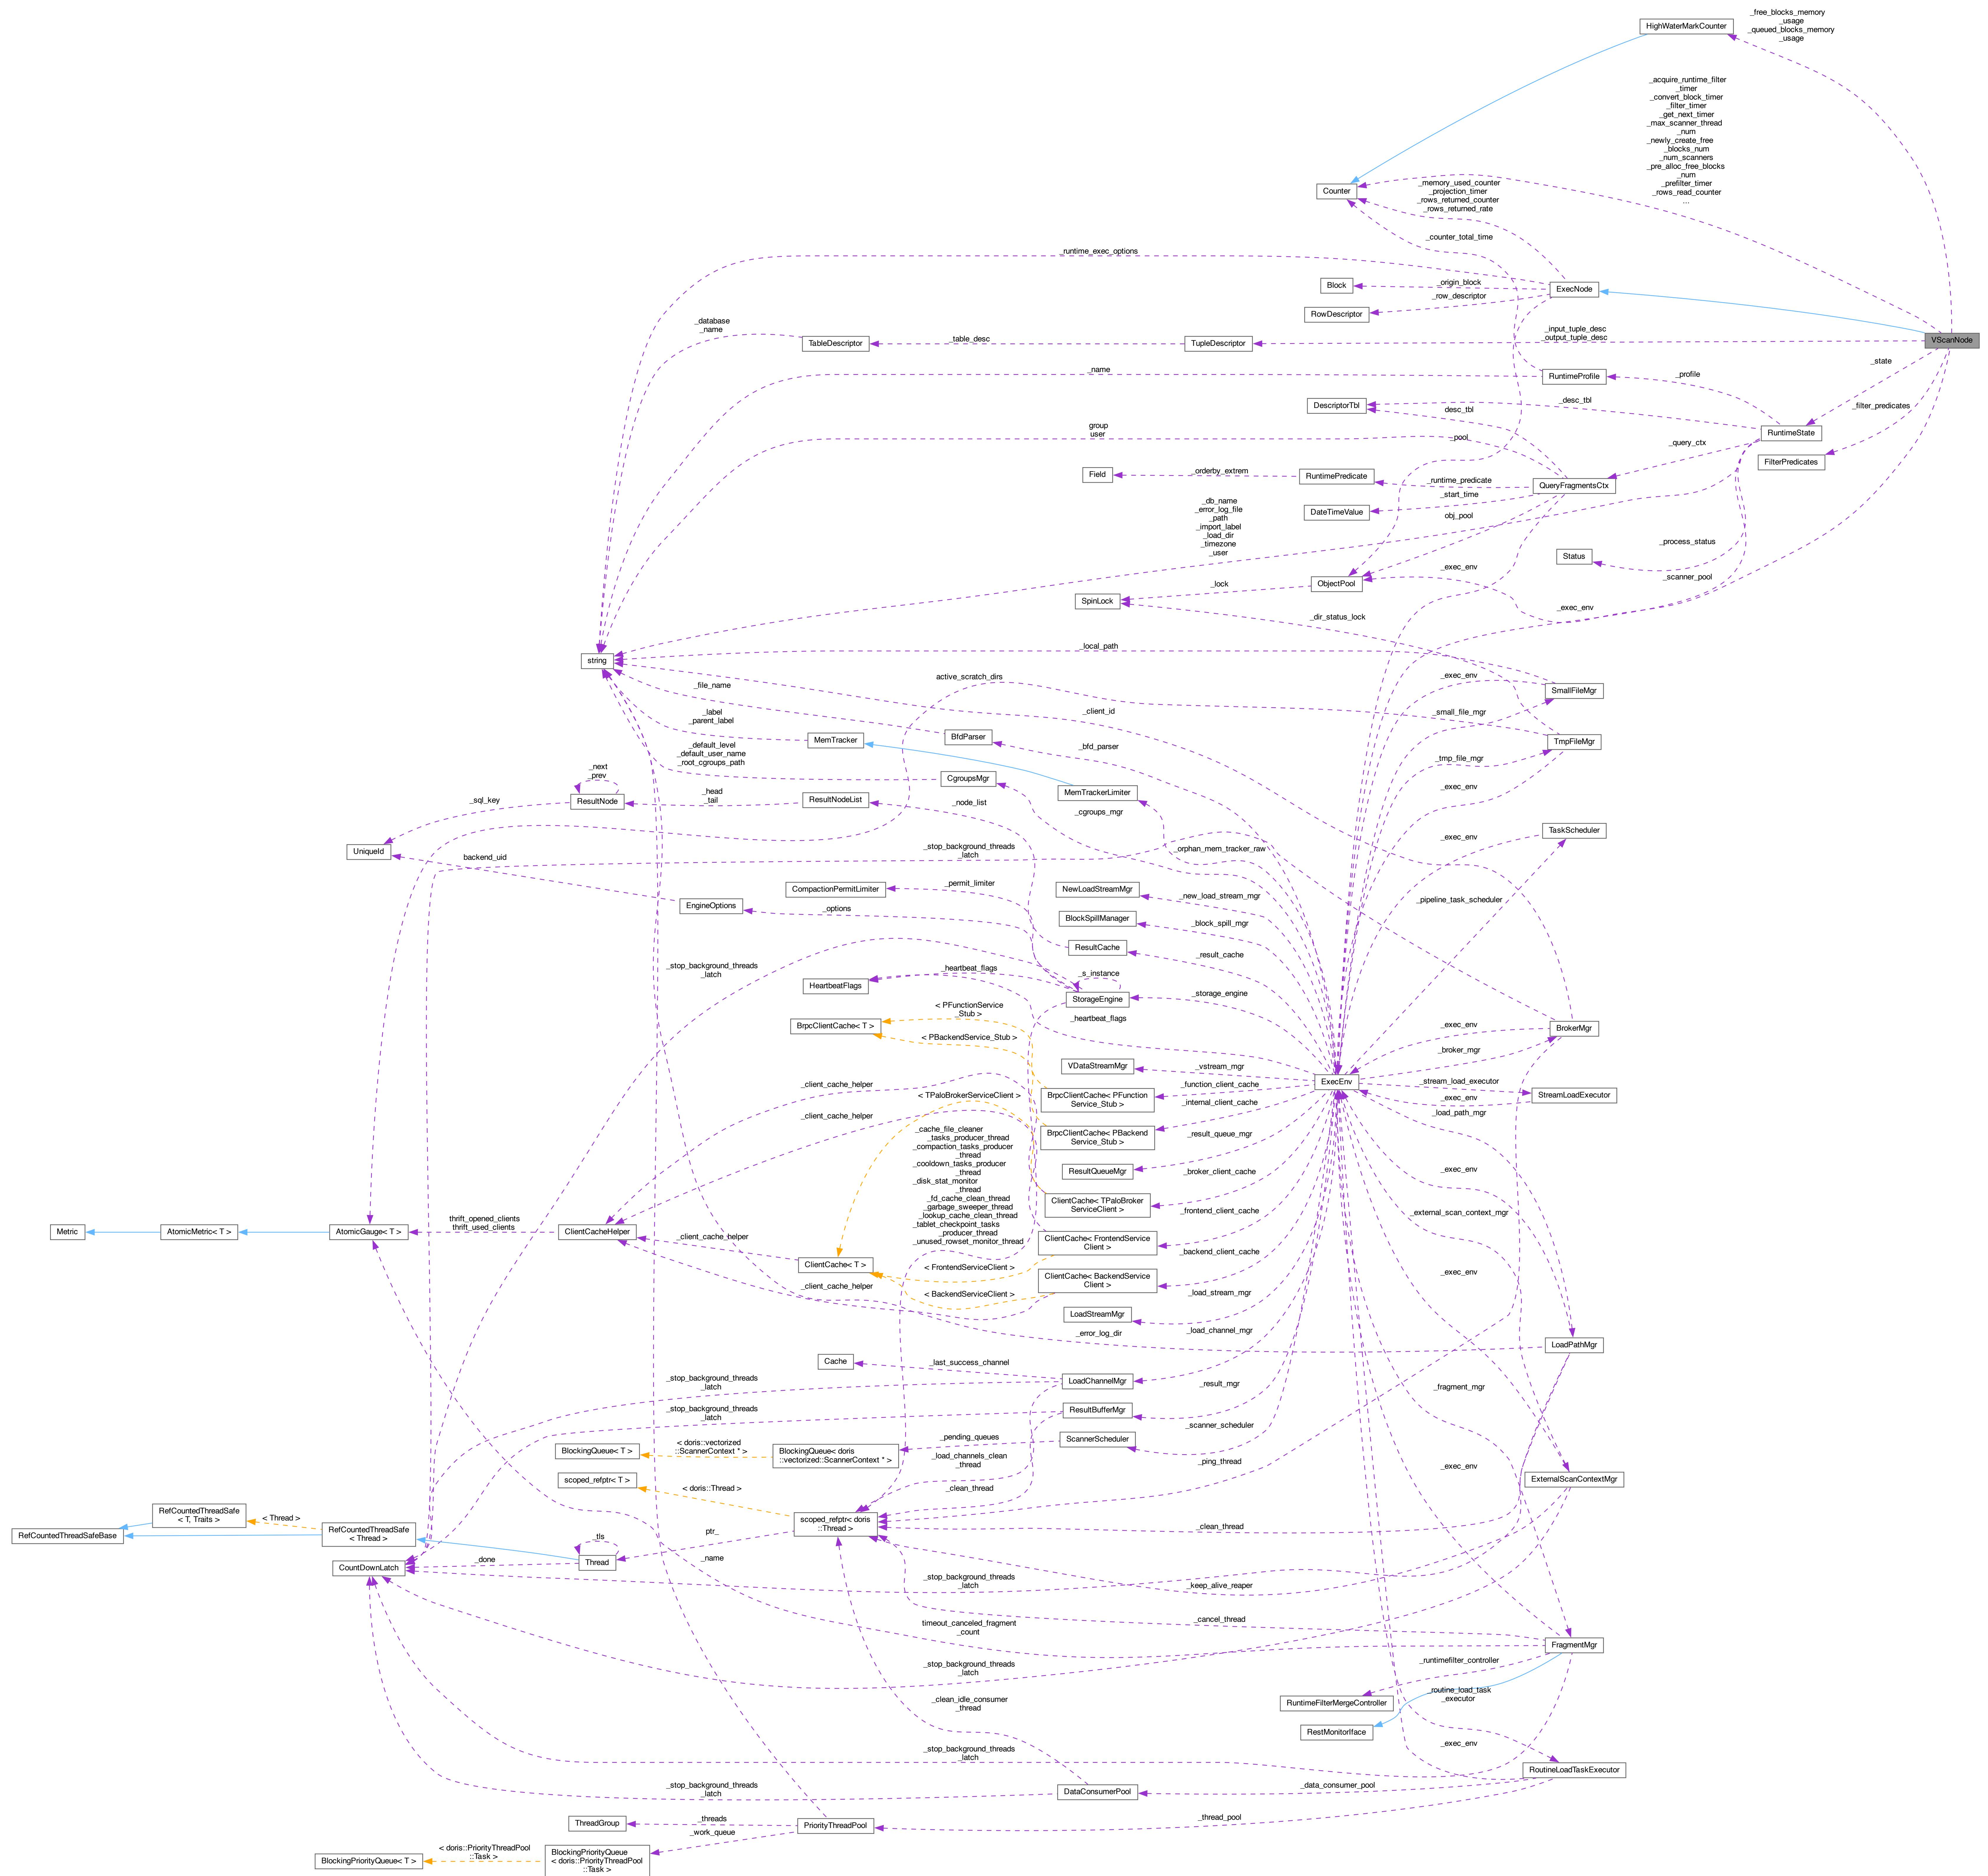 HighWaterMarkCounter
_free_blocks_memory
_usage
_queued_blocks_memory
_usage
_acquire_runtime_filter
_timer
_convert_block_timer
_filter_timer
_get_next_timer
_max_scanner_thread
_num
_newly_create_free
_blocks_num
_num_scanners
_pre_alloc_free_blocks
_num
_prefilter_timer
_rows_read_counter
...
Counter
_memory_used_counter
_projection_timer
_rows_returned_counter
_rows_returned_rate
_counter_total_time
_runtime_exec_options
Block
_origin_block
ExecNode
_row_descriptor
RowDescriptor
_database
_name
TableDescriptor
_table_desc
TupleDescriptor
_input_tuple_desc
_output_tuple_desc
VScanNode
_name
RuntimeProfile
_profile
_state
DescriptorTbl
_desc_tbl
desc_tbl
_filter_predicates
group
user
_pool
RuntimeState
_query_ctx
FilterPredicates
Field
_orderby_extrem
RuntimePredicate
_runtime_predicate
QueryFragmentsCtx
_start_time
DateTimeValue
_db_name
_error_log_file
_path
_import_label
_load_dir
_timezone
_user
obj_pool
Status
_process_status
_exec_env
_scanner_pool
_lock
ObjectPool
SpinLock
_exec_env
_dir_status_lock
string
_local_path
active_scratch_dirs
_exec_env
SmallFileMgr
_file_name
_client_id
_small_file_mgr
_label
_parent_label
MemTracker
BfdParser
_bfd_parser
TmpFileMgr
_tmp_file_mgr
_default_level
_default_user_name
_root_cgroups_path
CgroupsMgr
_exec_env
_next
_prev
MemTrackerLimiter
_sql_key
ResultNode
_head
_tail
ResultNodeList
_node_list
_cgroups_mgr
_exec_env
TaskScheduler
UniqueId
backend_uid
_stop_background_threads
_latch
_orphan_mem_tracker_raw
CompactionPermitLimiter
_permit_limiter
NewLoadStreamMgr
_new_load_stream_mgr
_pipeline_task_scheduler
EngineOptions
_options
BlockSpillManager
_block_spill_mgr
ResultCache
_result_cache
_stop_background_threads
_latch
_heartbeat_flags
_s_instance
HeartbeatFlags
StorageEngine
_storage_engine
< PFunctionService
_Stub >
_heartbeat_flags
BrpcClientCache< T >
< PBackendService_Stub >
_exec_env
BrokerMgr
_broker_mgr
VDataStreamMgr
_vstream_mgr
ExecEnv
_client_cache_helper
BrpcClientCache< PFunction
Service_Stub >
_function_client_cache
_stream_load_executor
StreamLoadExecutor
_exec_env
< TPaloBrokerServiceClient >
_internal_client_cache
_client_cache_helper
_load_path_mgr
BrpcClientCache< PBackend
Service_Stub >
_result_queue_mgr
_cache_file_cleaner
_tasks_producer_thread
_compaction_tasks_producer
_thread
_cooldown_tasks_producer
_thread
_disk_stat_monitor
_thread
_fd_cache_clean_thread
_garbage_sweeper_thread
_lookup_cache_clean_thread
_tablet_checkpoint_tasks
_producer_thread
_unused_rowset_monitor_thread
ResultQueueMgr
_broker_client_cache
_exec_env
ClientCache< TPaloBroker
ServiceClient >
_frontend_client_cache
_external_scan_context_mgr
Metric
AtomicMetric< T >
AtomicGauge< T >
thrift_opened_clients
thrift_used_clients
ClientCacheHelper
_client_cache_helper
ClientCache< T >
ClientCache< FrontendService
Client >
_backend_client_cache
< FrontendServiceClient >
_exec_env
ClientCache< BackendService
Client >
_client_cache_helper
< BackendServiceClient >
_load_stream_mgr
LoadStreamMgr
_error_log_dir
_load_channel_mgr
LoadPathMgr
Cache
_last_success_channel
LoadChannelMgr
_stop_background_threads
_latch
_result_mgr
_fragment_mgr
_stop_background_threads
_latch
ResultBufferMgr
_scanner_scheduler
BlockingQueue< T >
< doris::vectorized
::ScannerContext * >
BlockingQueue< doris
::vectorized::ScannerContext * >
_pending_queues
ScannerScheduler
_load_channels_clean
_thread
_ping_thread
_exec_env
scoped_refptr< T >
< doris::Thread >
_clean_thread
ExternalScanContextMgr
RefCountedThreadSafe
< T, Traits >
< Thread >
RefCountedThreadSafeBase
RefCountedThreadSafe
< Thread >
_tls
ptr_
scoped_refptr< doris
::Thread >
_clean_thread
CountDownLatch
_done
Thread
_name
_stop_background_threads
_latch
_keep_alive_reaper
timeout_canceled_fragment
_count
_cancel_thread
FragmentMgr
_stop_background_threads
_latch
_runtimefilter_controller
RuntimeFilterMergeController
_routine_load_task
_executor
_clean_idle_consumer
_thread
RestMonitorIface
_stop_background_threads
_latch
_exec_env
RoutineLoadTaskExecutor
_stop_background_threads
_latch
DataConsumerPool
_data_consumer_pool
ThreadGroup
_threads
PriorityThreadPool
_thread_pool
_work_queue
BlockingPriorityQueue< T >
< doris::PriorityThreadPool
::Task >
BlockingPriorityQueue
< doris::PriorityThreadPool
::Task >